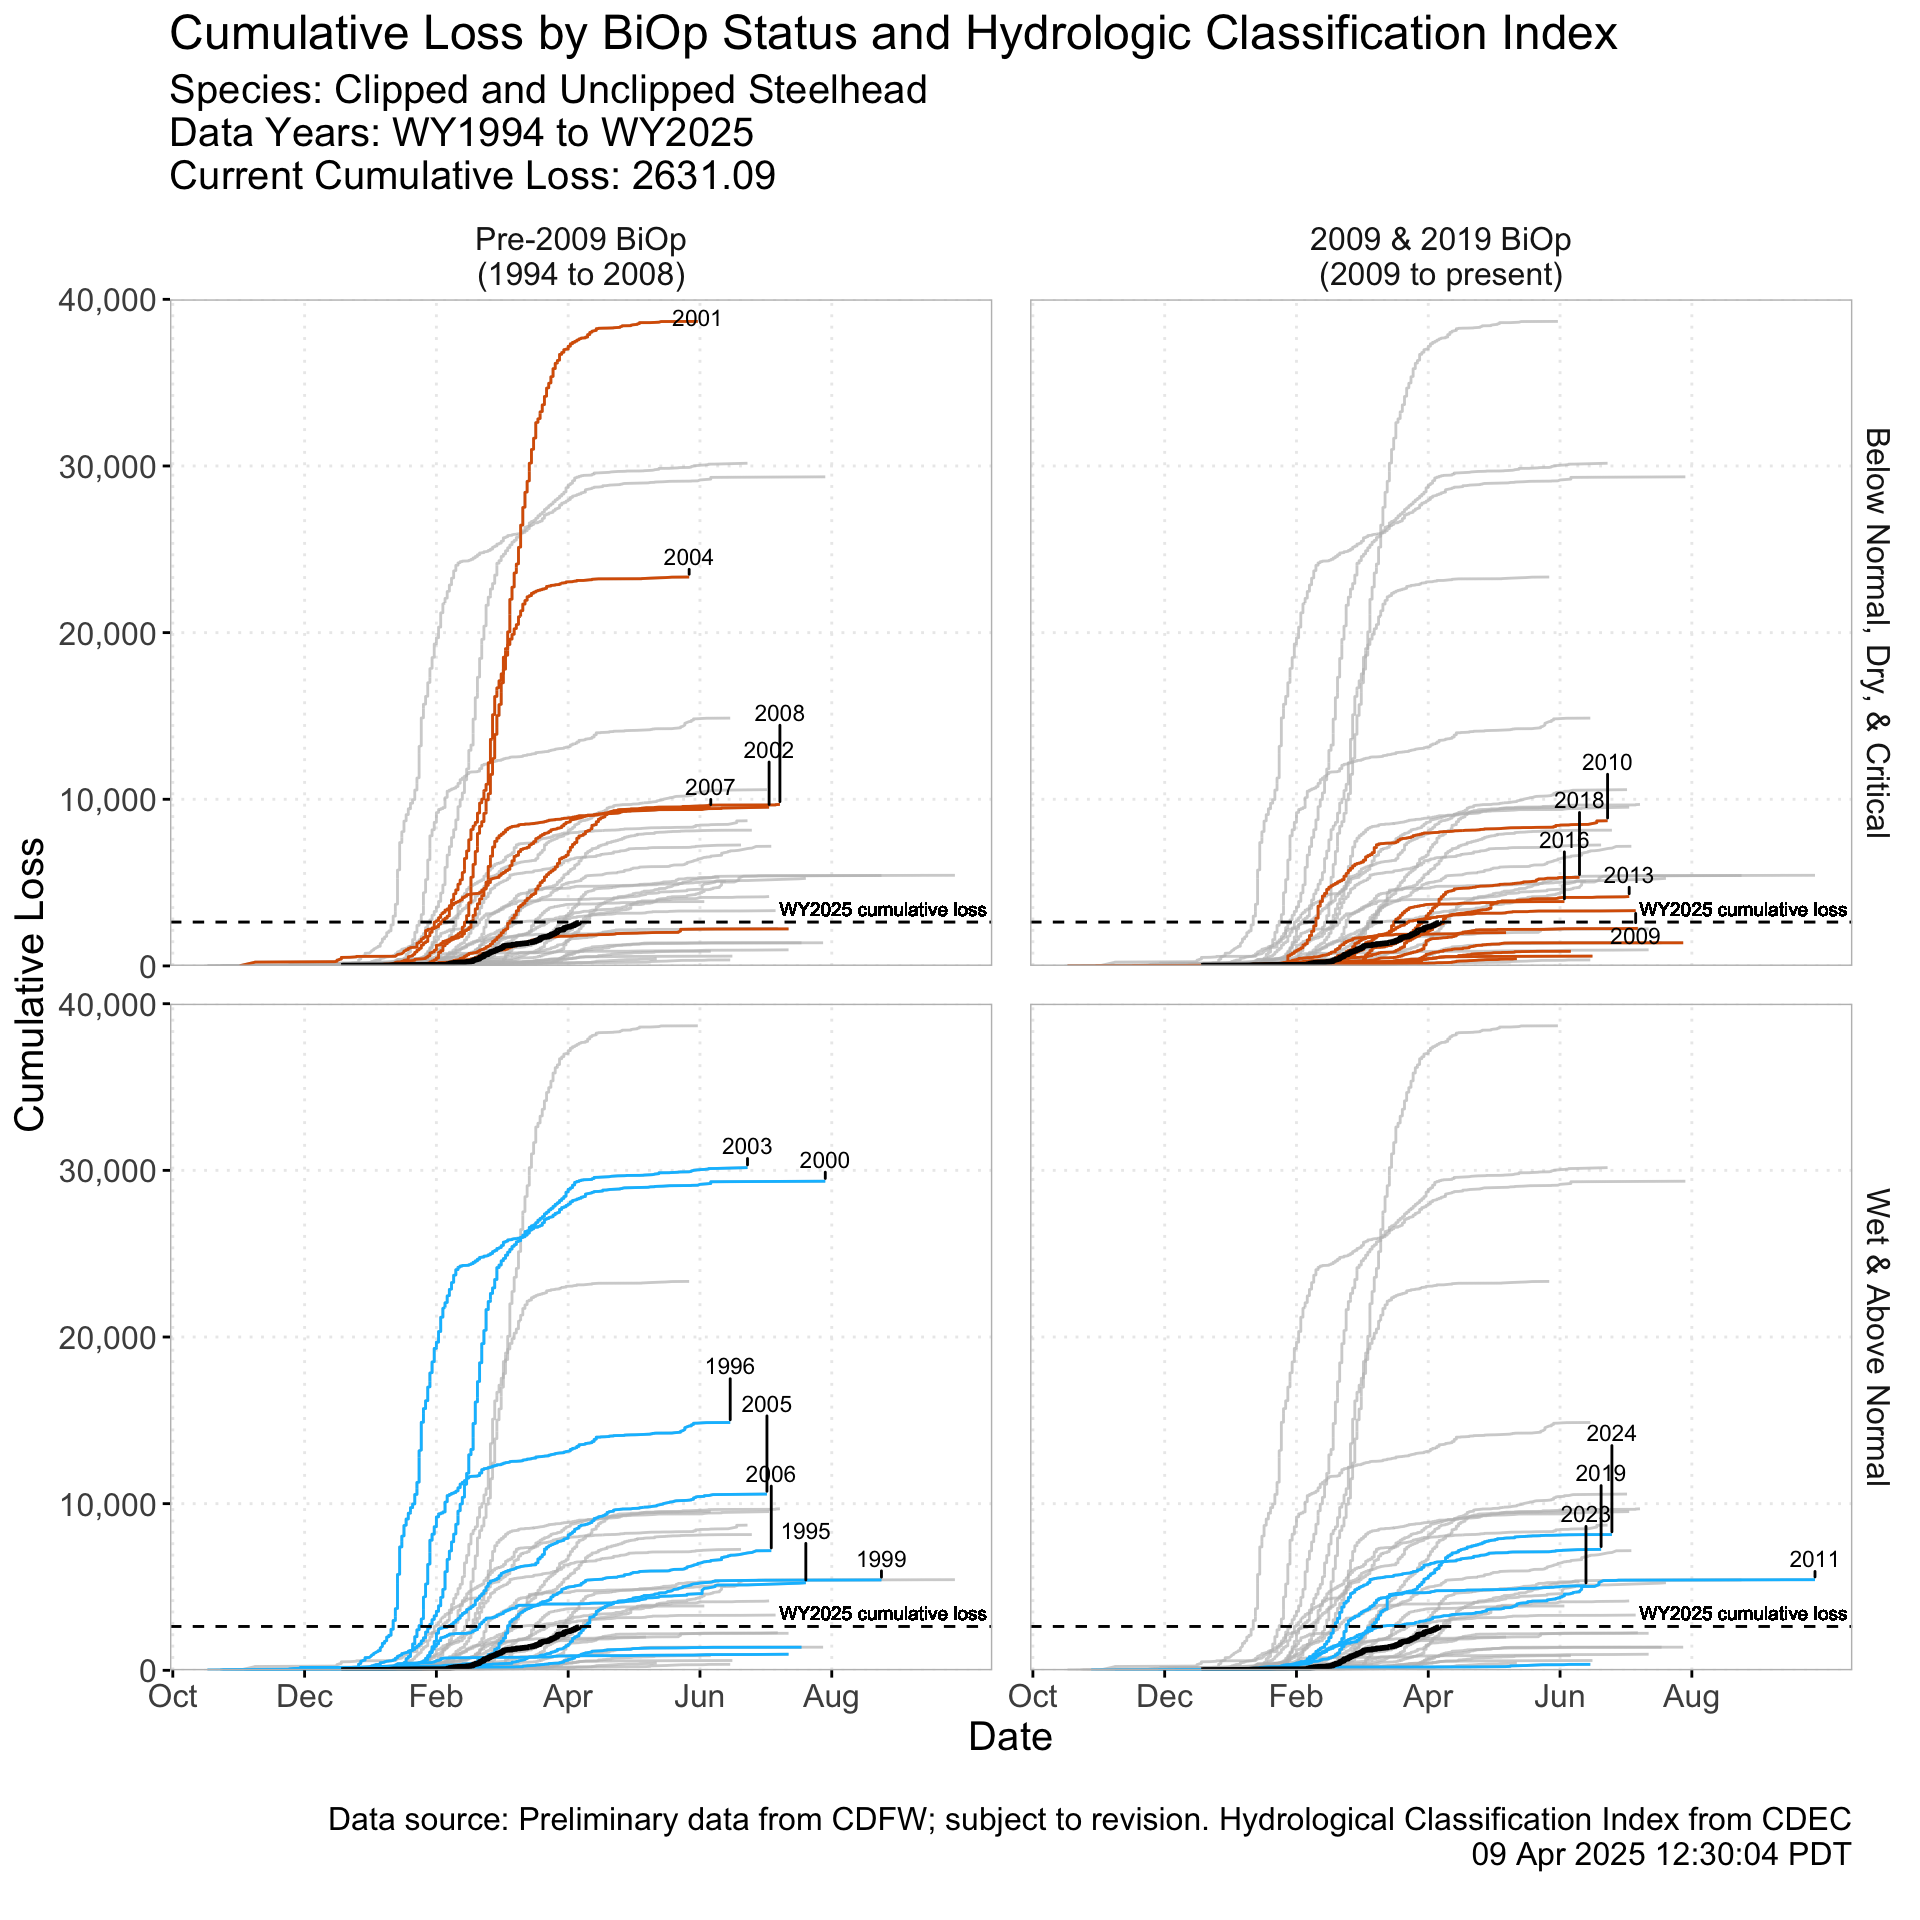 Cumulative Loss by BiOp Status and Hydrologic Classification Index
Species: Clipped and Unclipped Steelhead
Data Years: WY1994 to WY2025
Current Cumulative Loss: 2631.09
Pre-2009 BiOp
(1994 to 2008)
2009 & 2019 BiOp
(2009 to present)
Cumulative Loss
40,000
30,000
20,000
10,000
0
2001
2004
2008
2002
2007
WY2025 cumulative loss
2010
2018
2016
2013
WY2025 cumulative loss
2009
Below Normal, Dry, & Critical
40,000
30,000
20,000
10,000
0
2003
2000
1996
2005
2006
1995
1999
WY2025 cumulative loss
2024
2019
2023
2011
WY2025 cumulative loss
Wet & Above Normal
Oct Dec Feb Apr Jun Aug
Oct Dec Feb Apr Jun Aug
Date
Data source: Preliminary data from CDFW; subject to revision. Hydrological Classification Index from CDEC
09 Apr 2025 12:30:04 PDT